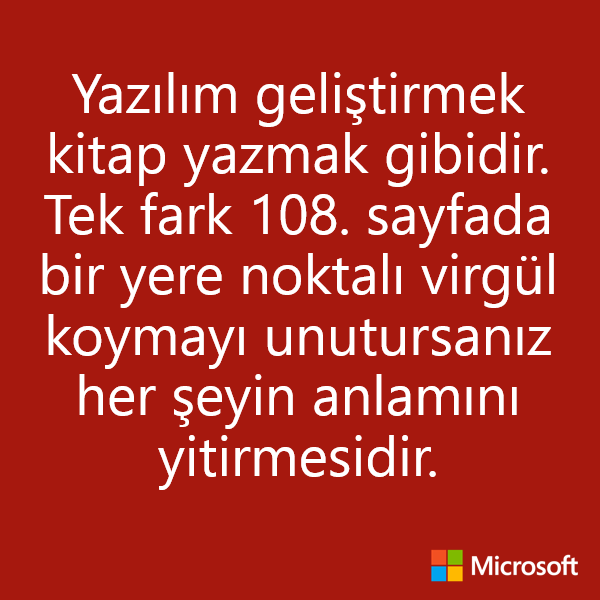 Yazılım geliştirmek
kitap yazmak gibidir.
Tek fark 108. sayfada
bir yere noktalı virgül
koymayı unutursanız
her şeyin anlamını
yitirmesidir.
Microsoft